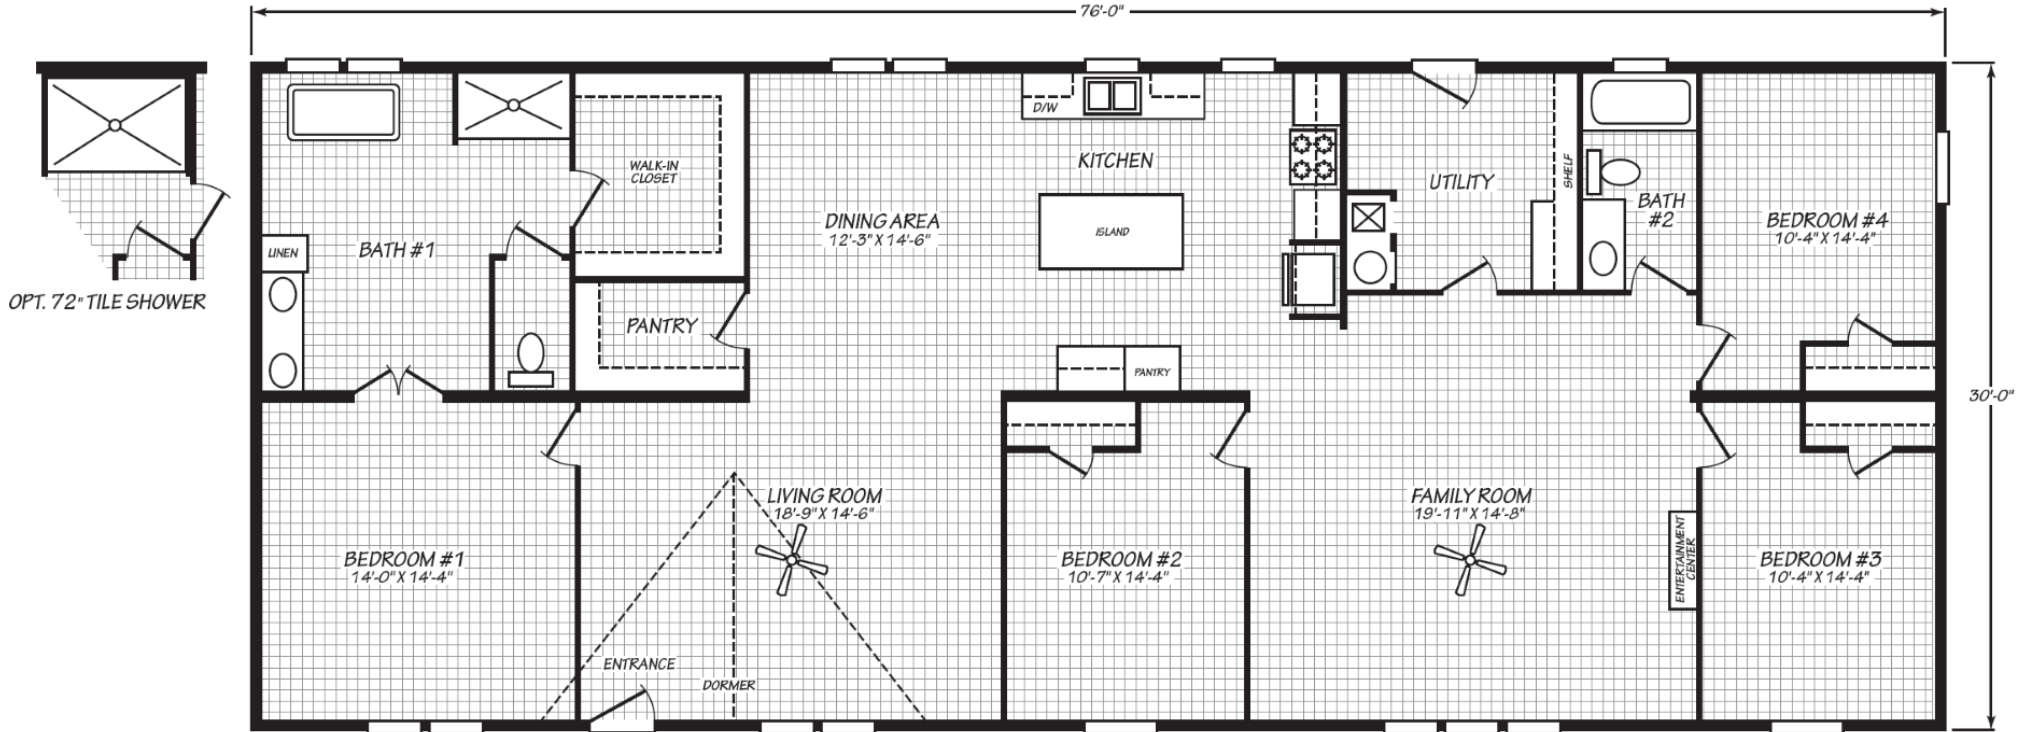 76'-0"
D/W
KITCHEN
WALK-IN
CLOSET
SHELF
UTILITY
BATH
#2
DINING AREA
12'-3" X 14'-6"
ISLAND
BEDROOM #4
10'-4" X 14'-4"
LINEN
BATH #1
OPT. 72" TILE SHOWER
PANTRY
PANTRY
30'-0"
LIVING ROOM
18'-9" X 14'-6"
FAMILY ROOM
19'-11" X 14'-8"
BEDROOM #1
14'-0" X 14'-4"
BEDROOM #2
10'-7" X 14'-4"
ENTERTAINMENT
CENTER
BEDROOM #3
10'-4" X 14'-4"
ENTRANCE
DORMER